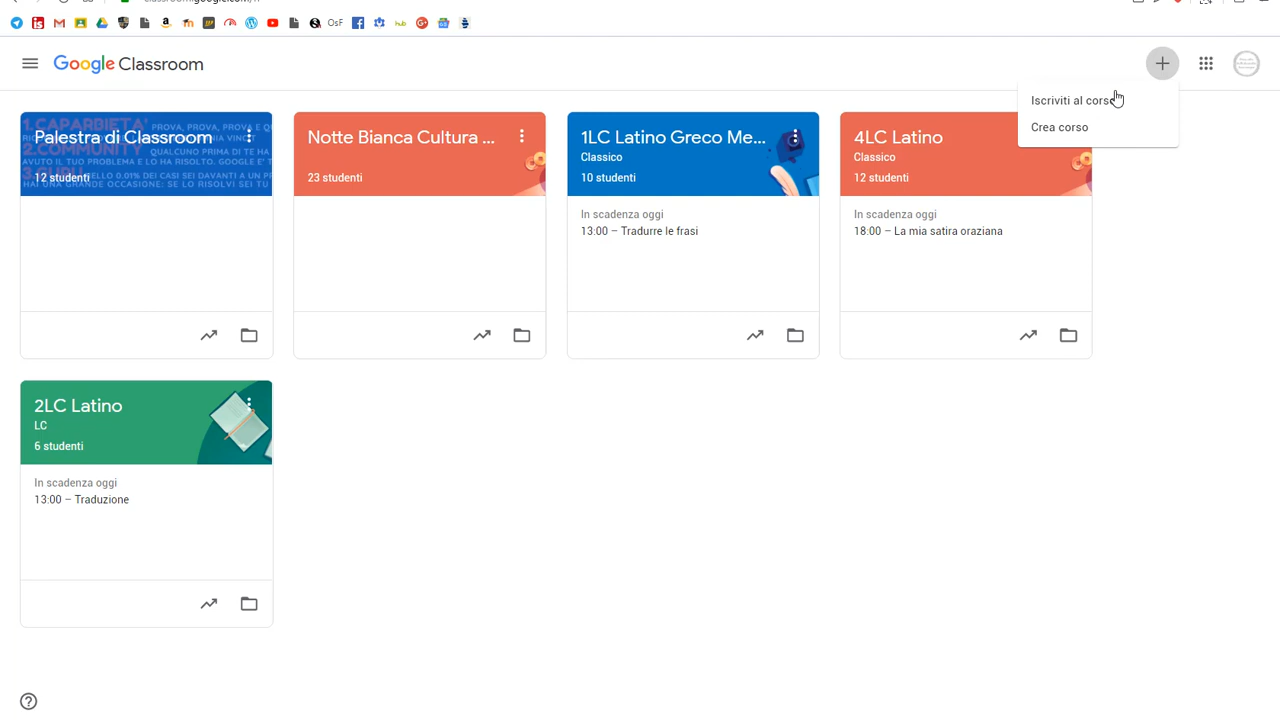 OsF
Google Classroom
Iscriviti al corso
Crea corso
Palestra di Classroom
12 studenti
Notte Bianca Cultura ...
23 studenti
1LC Latino Greco Me...
Classico
10 studenti
In scadenza oggi
13:00 – Tradurre le frasi
4LC Latino
Classico
12 studenti
In scadenza oggi
18:00 – La mia satira oraziana
2LC Latino
LC
6 studenti
In scadenza oggi
13:00 – Traduzione